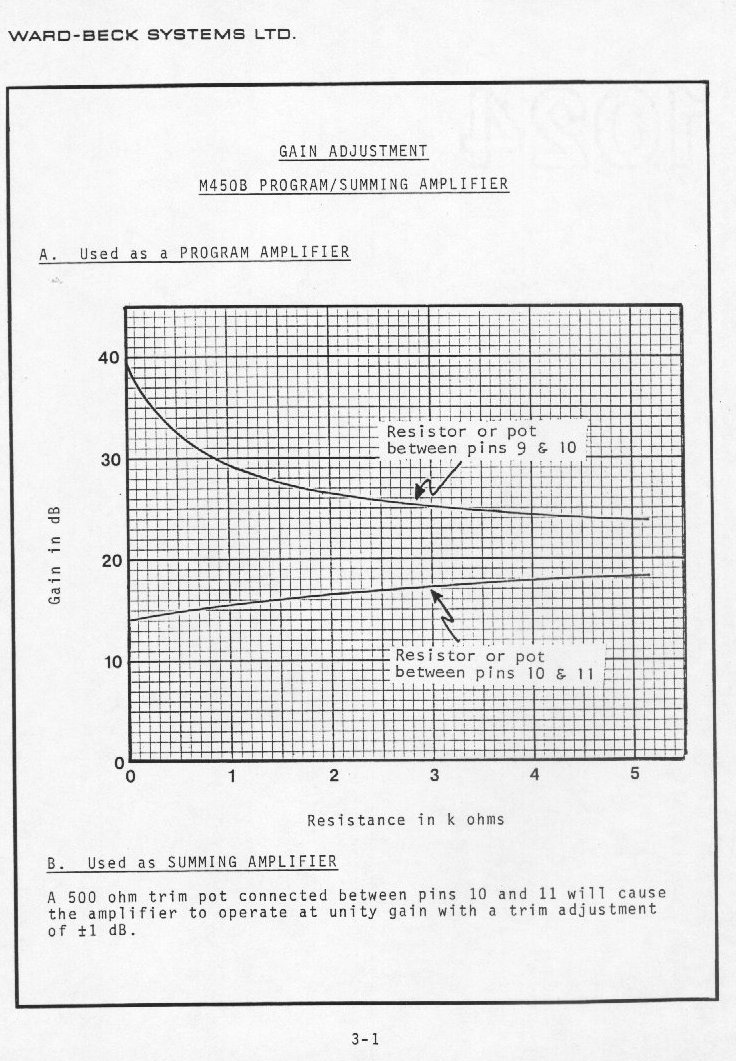 WARD-BECK SYSTEMS LTD.
GAIN ADJUSTMENT
M450B PROGRAM/SUMMING AMPLIFIER
A. Used as a PROGRAM AMPLIFIER
40
30
20
10
0
Gain in dB
Resistor or pot
between pins 9 & 10
Resistor or pot
between pins 10 & 11
0 1 2 3 4 5
Resistance in k ohms
B. Used as SUMMING AMPLIFIER
A 500 ohm trim pot connected between pins 10 and 11 will cause
the amplifier to operate at unity gain with a trim adjustment
of ±1 dB.
3-1